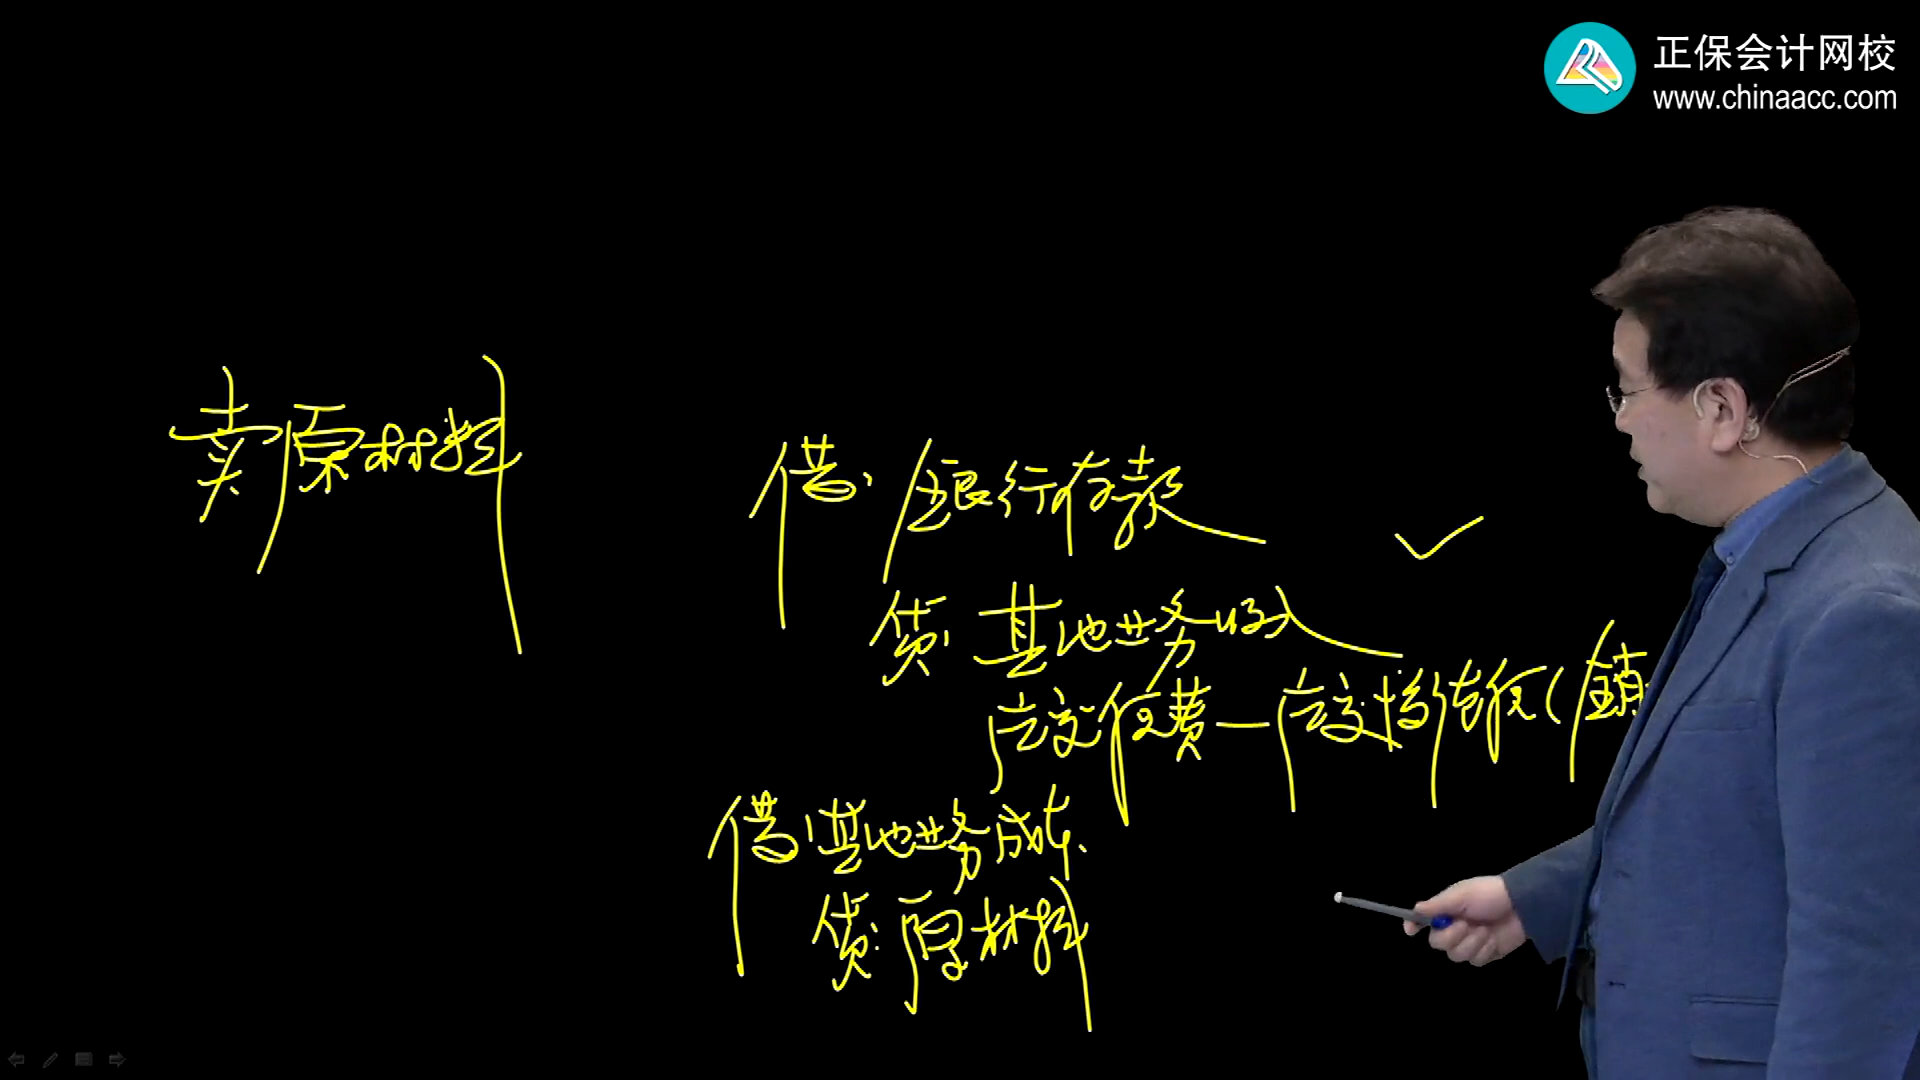 正保会计网校
www.chinaacc.com
卖原材料
借:银行存款
贷:其他业务收入
应交税费—应交增值税(销
借:其他业务成本
贷:原材料